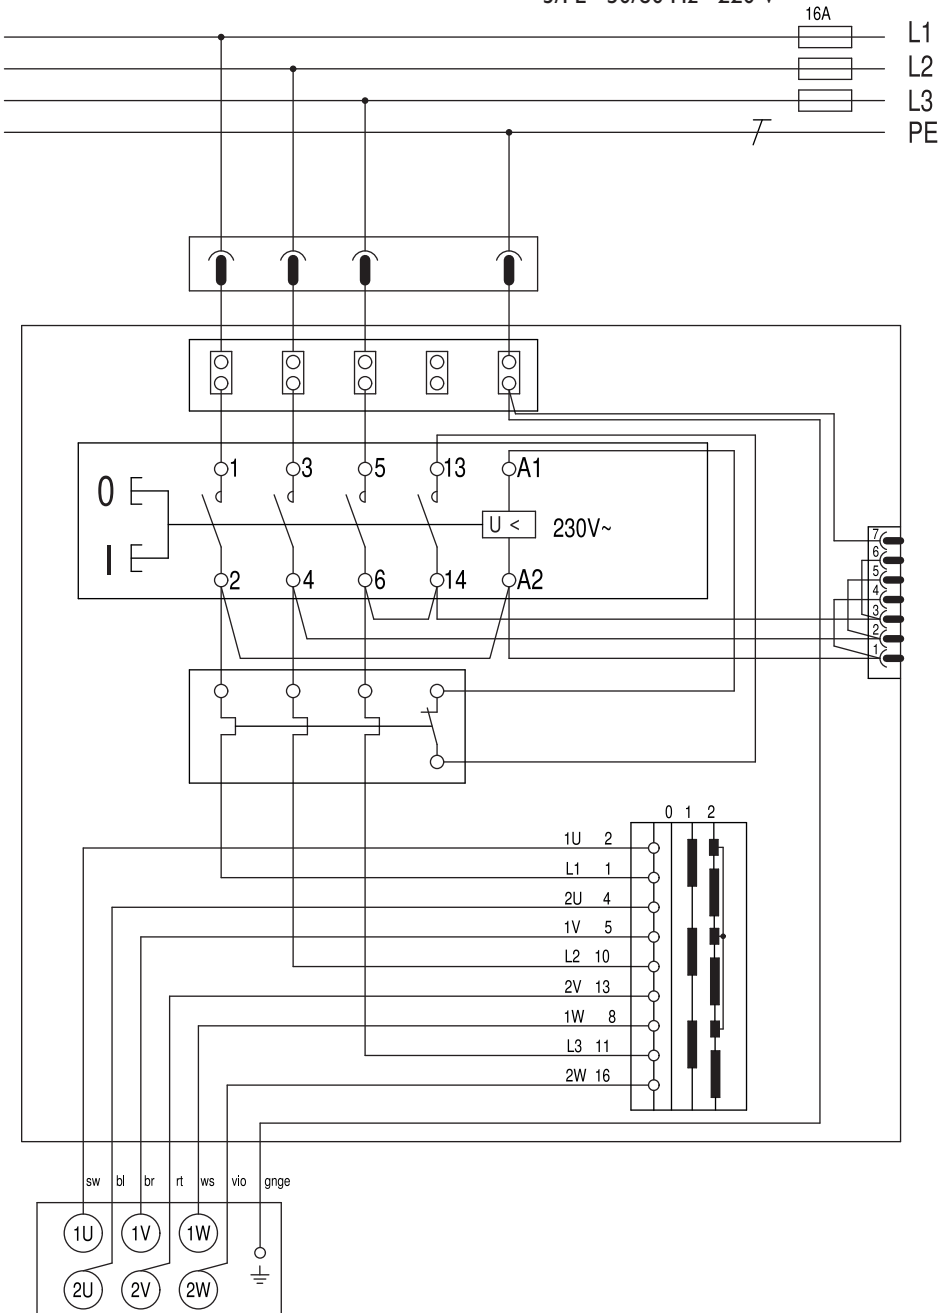 16A
L1
L2
L3
PE
1 3 5 13 A1
0
U <
230V~
I
2 4 6 14 A2
7
6
5
4
3
2
1
0 1 2
1U 2
L1 1
2U 4
1V 5
L2 10
2V 13
1W 8
L3 11
2W 16
sw bl br rt ws vio gnge
1U 1V 1W
2U 2V 2W